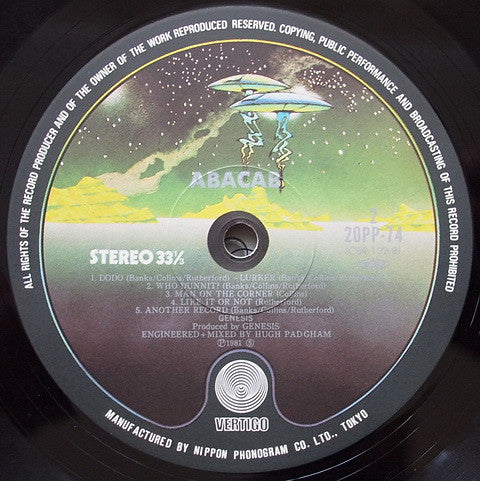 ALL RIGHTS OF THE RECORD PRODUCER AND OF THE OWNER OF THE WORK REPRODUCED RESERVED. COPYING, PUBLIC PERFORMANCE AND BROADCASTING OF THIS RECORD PROHIBITED
ABACAB
2
20PP-74
STEREO 33⅓
1. DODO (Banks/Collins/Rutherford) - LURKER (Banks/Collins/Rutherford)
2. WHO DUNNIT? (Banks/Collins/Rutherford)
3. MAN ON THE CORNER (Collins)
4. LIKE IT OR NOT (Rutherford)
5. ANOTHER RECORD (Banks/Collins/Rutherford)
GENESIS
Produced by GENESIS
ENGINEERED+MIXED BY HUGH PADGHAM
Ⓟ1981 Ⓢ
VERTIGO
MANUFACTURED BY NIPPON PHONOGRAM CO. LTD., TOKYO